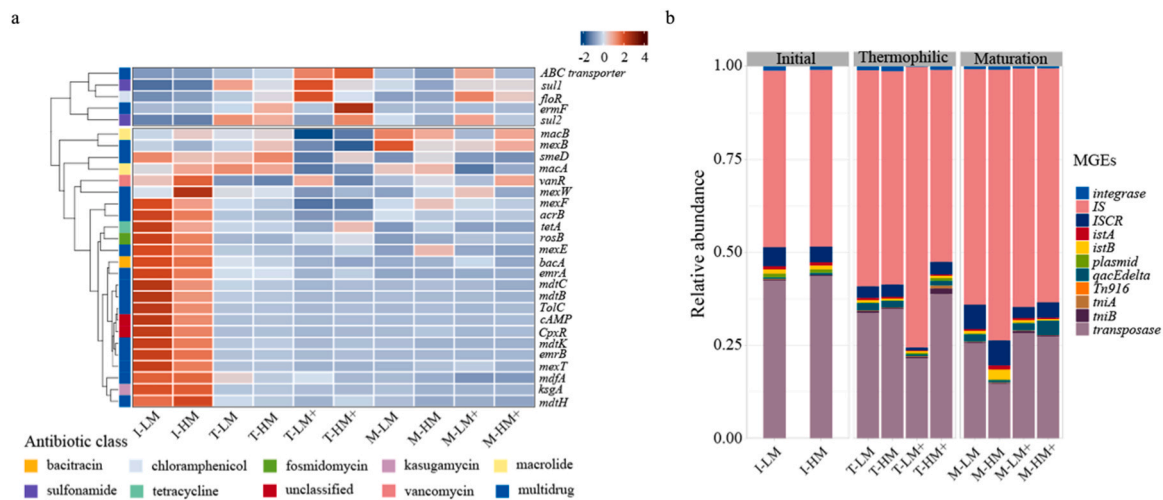 a
-2 0 2 4
ABC transporter
sul1
floR
ermF
sul2
macB
mexB
smeD
macA
vanR
mexW
mexF
acrB
tetA
rosB
mexE
bacA
emrA
mdtC
mdtB
TolC
cAMP
CpxR
mdtK
emrB
mexT
mdfA
ksgA
mdtH
I-LM I-HM T-LM T-HM T-LM+ T-HM+ M-LM M-HM M-LM+ M-HM+
Antibiotic class
bacitracin chloramphenicol fosmidomycin kasugamycin macrolide
sulfonamide tetracycline unclassified vancomycin multidrug
b
Initial Thermophilic Maturation
Relative abundance
1.00
0.75
0.50
0.25
0.00
I-LM I-HM T-LM T-HM T-LM+ T-HM+ M-LM M-HM M-LM+ M-HM+
MGEs
integrase
IS
ISCR
istA
istB
plasmid
qacEdelta
Tn916
tniA
tniB
transposase